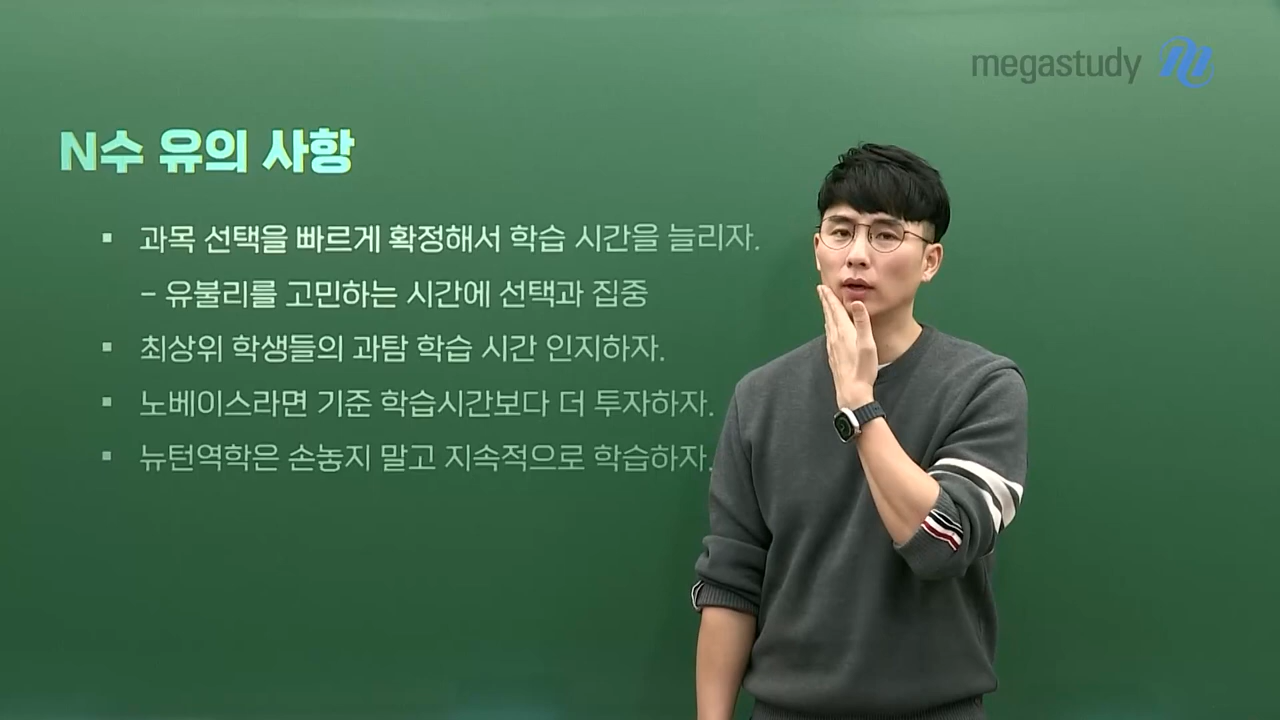 megastudy
N수 유의 사항
▪ 과목 선택을 빠르게 확정해서 학습 시간을 늘리자.
– 유불리를 고민하는 시간에 선택과 집중
▪ 최상위 학생들의 과탐 학습 시간 인지하자.
▪ 노베이스라면 기준 학습시간보다 더 투자하자.
▪ 뉴턴역학은 손놓지 말고 지속적으로 학습하자.